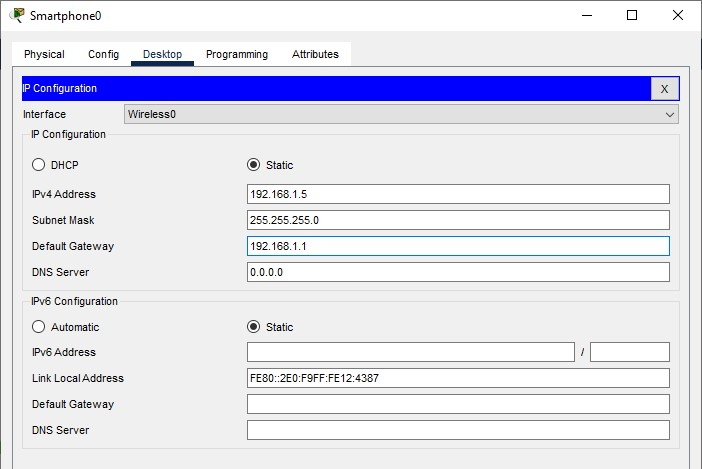 Smartphone0
Physical Config Desktop Programming Attributes
IP Configuration X
Interface Wireless0
IP Configuration
DHCP Static
IPv4 Address 192.168.1.5
Subnet Mask 255.255.255.0
Default Gateway 192.168.1.1
DNS Server 0.0.0.0
IPv6 Configuration
Automatic Static
IPv6 Address /
Link Local Address FE80::2E0:F9FF:FE12:4387
Default Gateway
DNS Server